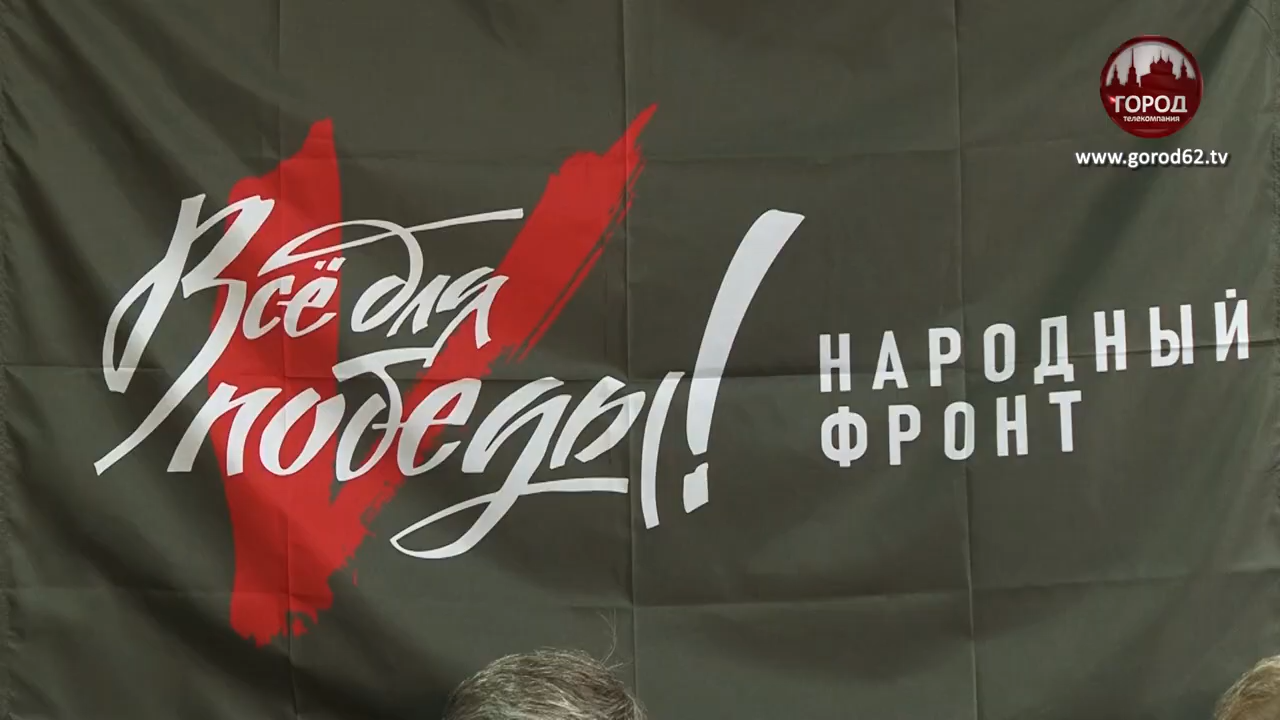 ГОРОД
телекомпания
www.gorod62.tv
Всё для
победы!
НАРОДНЫЙ
ФРОНТ